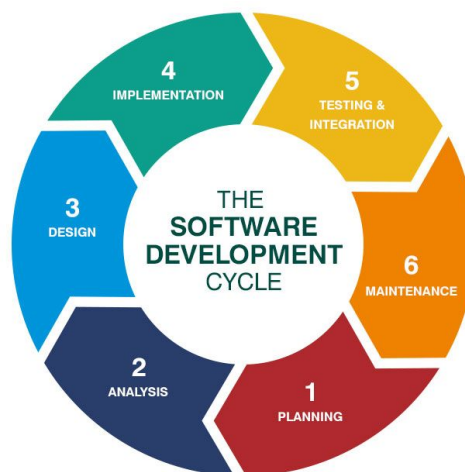 THE
SOFTWARE
DEVELOPMENT
CYCLE
1
PLANNING
2
ANALYSIS
3
DESIGN
4
IMPLEMENTATION
5
TESTING &
INTEGRATION
6
MAINTENANCE